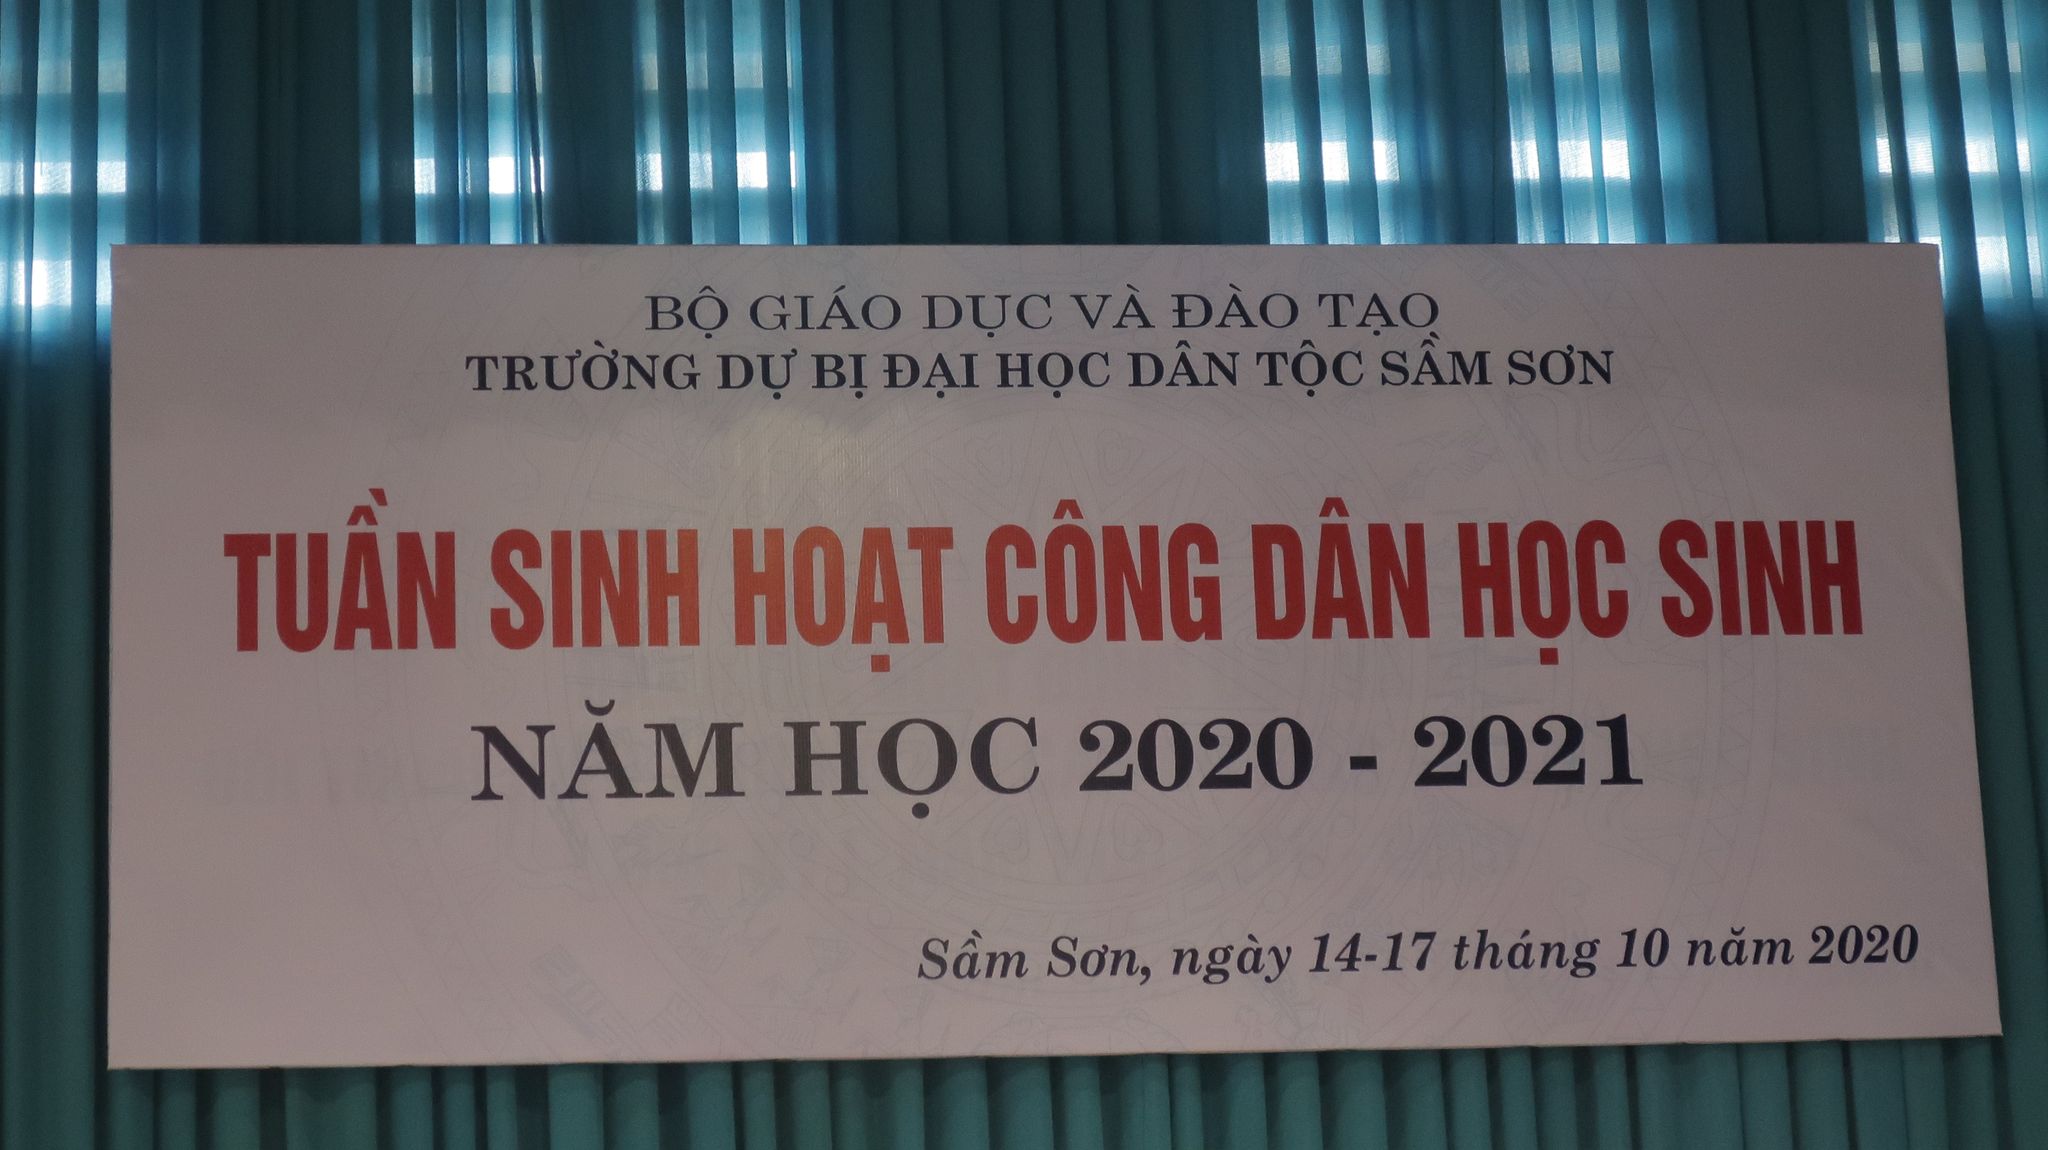 BỘ GIÁO DỤC VÀ ĐÀO TẠO
TRƯỜNG DỰ BỊ ĐẠI HỌC DÂN TỘC SẦM SƠN
TUẦN SINH HOẠT CÔNG DÂN HỌC SINH
NĂM HỌC 2020 - 2021
Sầm Sơn, ngày 14-17 tháng 10 năm 2020